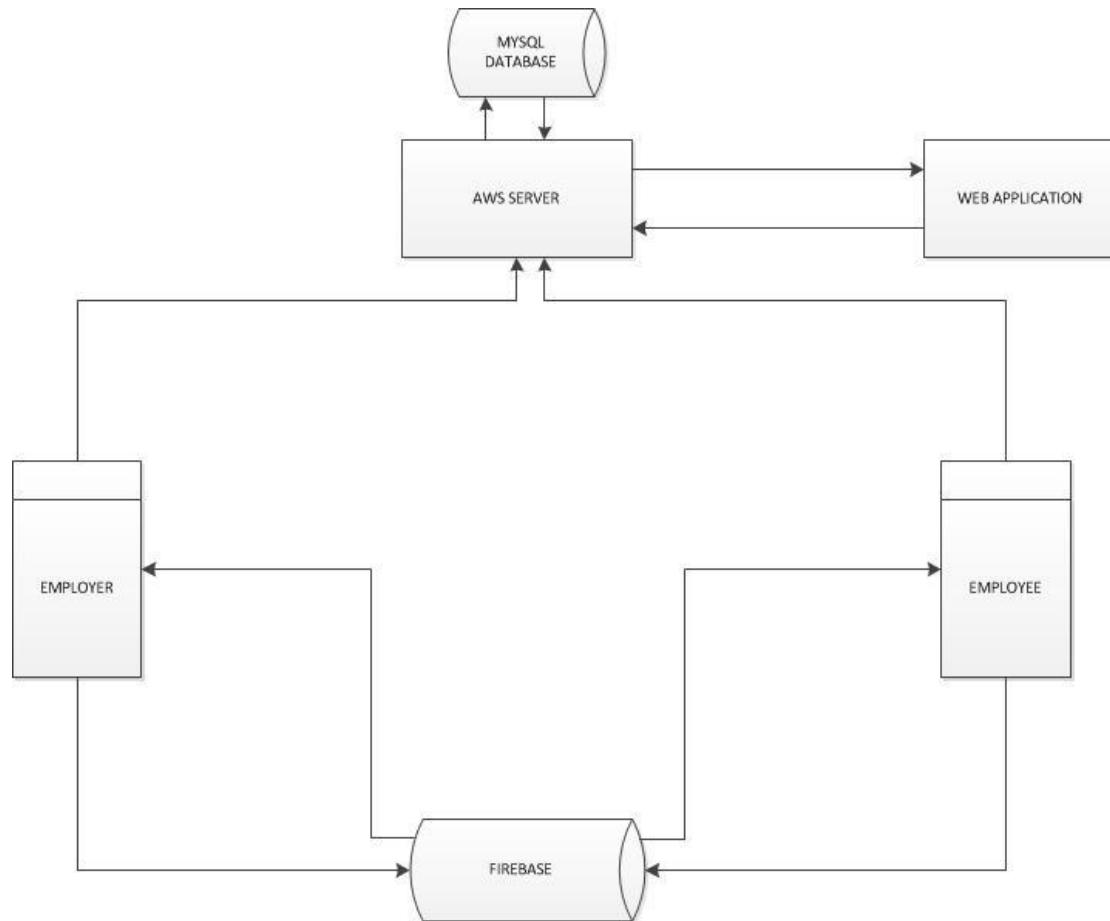 MYSQL
DATABASE
AWS SERVER
WEB APPLICATION
EMPLOYER
EMPLOYEE
FIREBASE